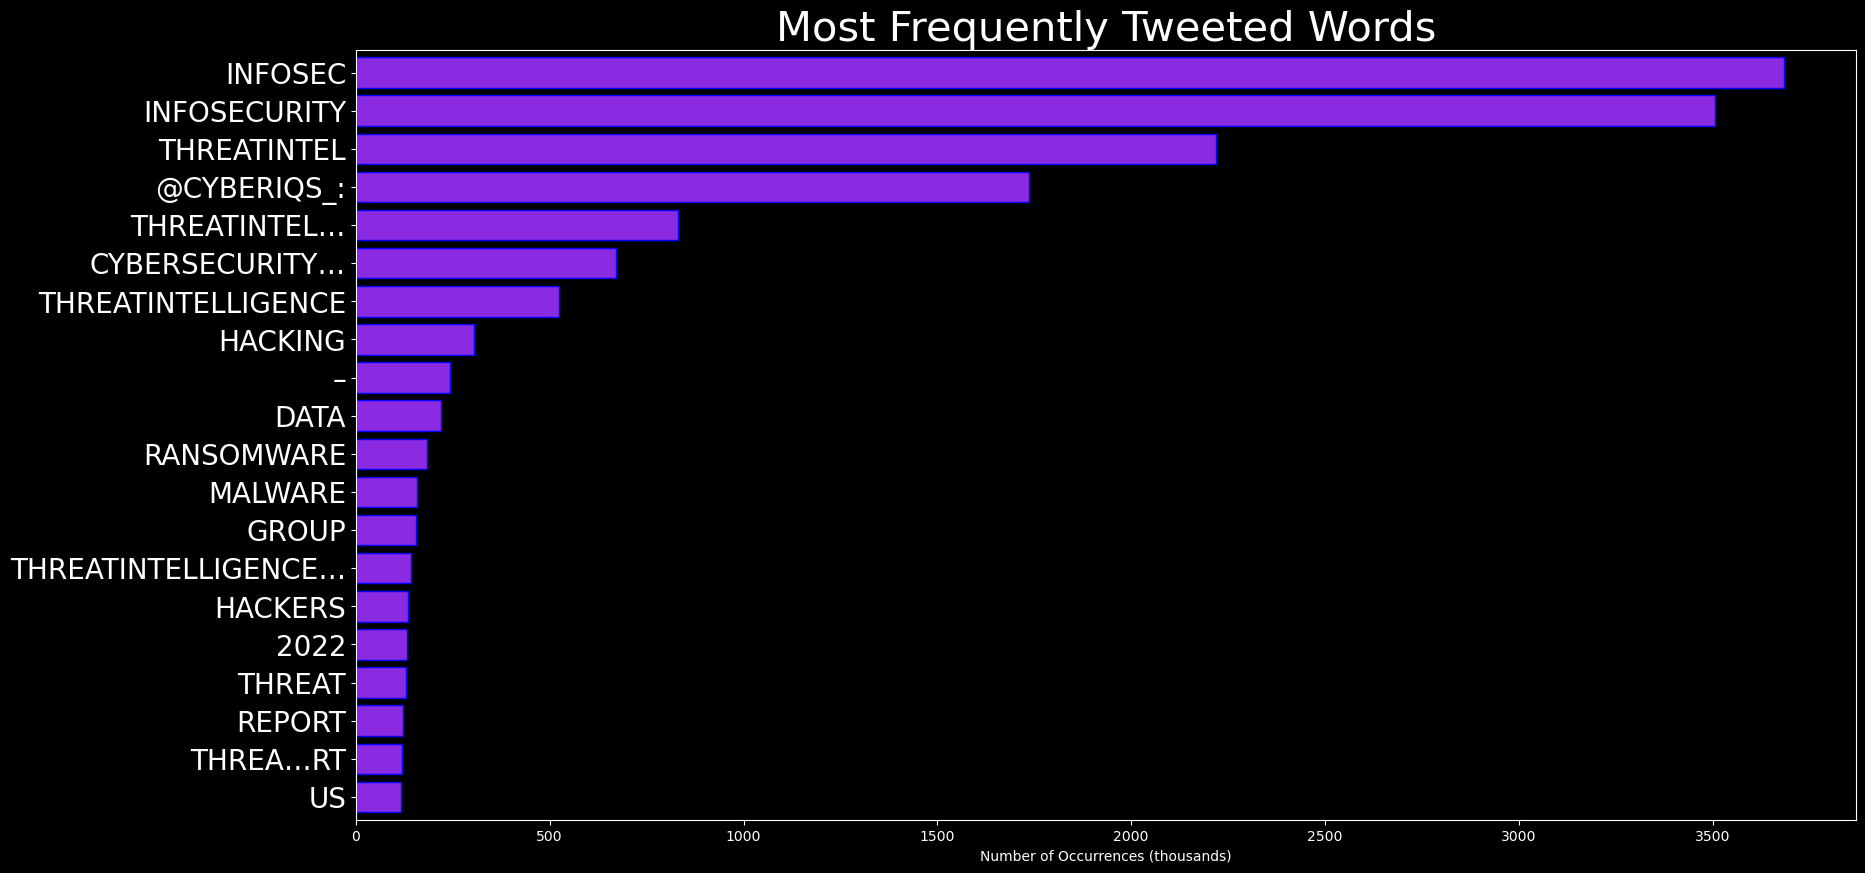 Most Frequently Tweeted Words
INFOSEC
INFOSECURITY
THREATINTEL
@CYBERIQS_:
THREATINTEL…
CYBERSECURITY…
THREATINTELLIGENCE
HACKING
–
DATA
RANSOMWARE
MALWARE
GROUP
THREATINTELLIGENCE…
HACKERS
2022
THREAT
REPORT
THREA…RT
US
0 500 1000 1500 2000 2500 3000 3500
Number of Occurrences (thousands)